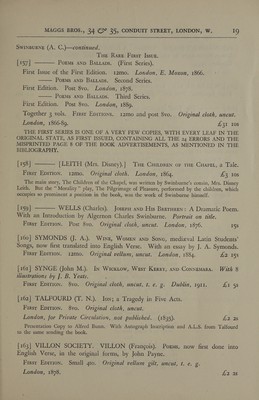 MAGGS BROS., 34 & 35, CONDUIT STREET, LONDON, W. 19
SWINBURNE (A. C.)—continued.
THE RARE FIRST ISSUE.
[157] ——— POEMS AND BALLADS. (First Series).
First Issue of the First Edition. 12mo. London, E. Moxon, 1866.
——— POEMS AND BALLADS. Second Series.
First Edition. Post 8vo. London, 1878.
——— POEMS AND BALLADS. Third Series.
First Edition. Post 8vo. London, 1889.
Together 3 vols. FIRST EDITIONS. 12mo and post 8vo. Original cloth, uncut.
London, 1866-89. £31 10s
THE FIRST SERIES IS ONE OF A VERY FEW COPIES, WITH EVERY LEAF IN THE
ORIGINAL STATE, AS FIRST ISSUED, CONTAINING ALL THE 14 ERRORS AND THE
MISPRINTED PAGE 8 OF THE BOOK ADVERTISEMENTS, AS MENTIONED IN THE
BIBLIOGRAPHY.
[158] ——— [LEITH (Mrs. Disney).] THE CHILDREN OF THE CHAPEL, a Tale.
FIRST EDITION. 12mo. Original cloth. London, 1864. £3 10s
The main story, The Children of the Chapel, was written by Swinburne's cousin, Mrs. Disney
Leith. But the "Morality" play, The Pilgrimage of Pleasure, performed by the children, which
occupies so prominent a position in the book, was the work of Swinburne himself.
[159] ——— WELLS (Charles). JOSEPH AND HIS BRETHREN: A Dramatic Poem.
With an Introduction by Algernon Charles Swinburne. Portrait on title.
FIRST EDITION. Post 8vo. Original cloth, uncut. London, 1876. 15s
[160] SYMONDS (J. A.). WINE, WOMEN AND SONG, mediæval Latin Students'
Songs, now first translated into English Verse. With an essay by J. A. Symonds.
FIRST EDITION. 12mo. Original vellum, uncut. London, 1884. £2 15s
[161] SYNGE (John M.). IN WICKLOW, WEST KERRY, AND CONNEMARA. With 8
illustrations by J. B. Yeats.
FIRST EDITION. 8vo. Original cloth, uncut, t. e. g. Dublin, 1911. £1 5s
[162] TALFOURD (T. N.). ION; a Tragedy in Five Acts.
FIRST EDITION. 8vo. Original cloth, uncut.
London, for Private Circulation, not published. (1835). £2 2s
Presentation Copy to Alfred Bunn. With Autograph Inscription and A.L.S. from Talfourd
to the same sending the book.
[163] VILLON SOCIETY. VILLON (François). Poems, now first done into
English Verse, in the original forms, by John Payne.
FIRST EDITION. Small 4to. Original vellum gilt, uncut, t. e. g.
London, 1878. £2 2s